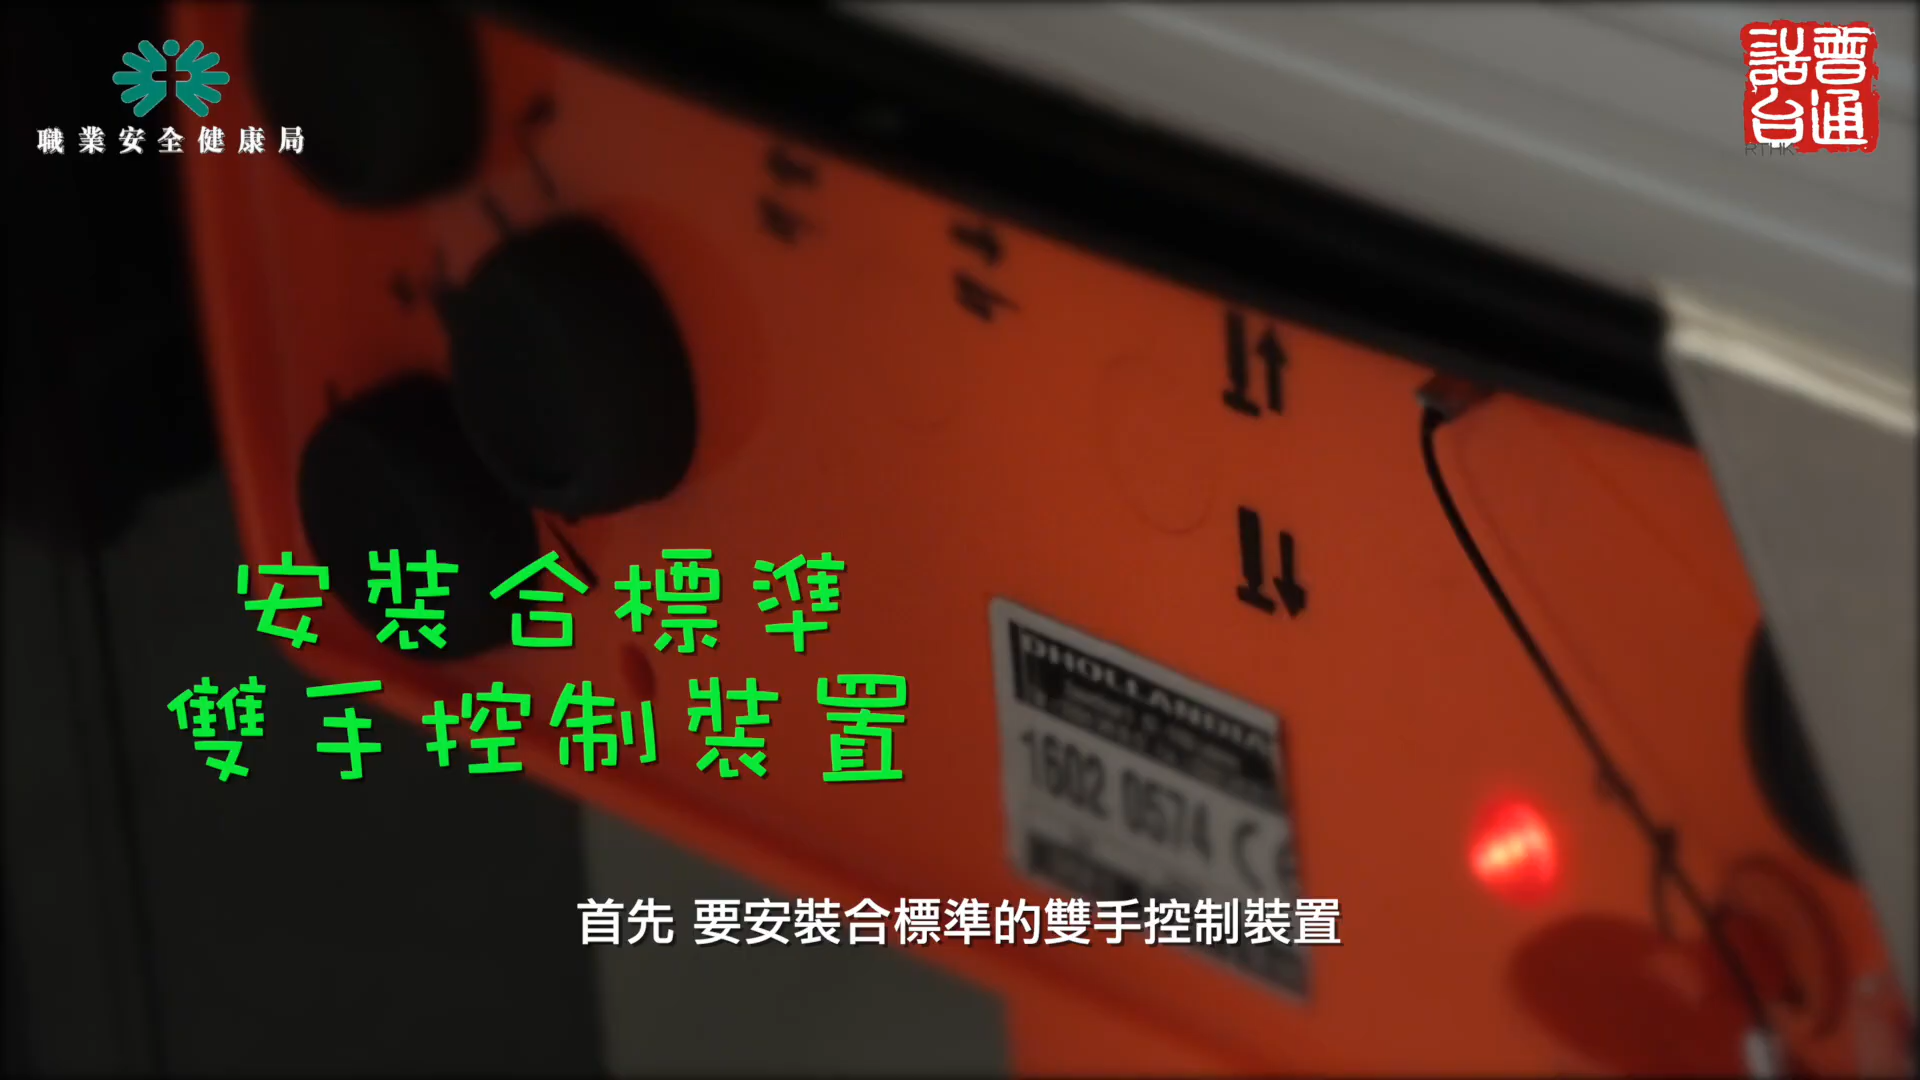 職業安全健康局
普通
話台
RTHK
安裝合標準
雙手控制裝置
DHOLLANDIA
1602 0574 CE
首先 要安裝合標準的雙手控制裝置